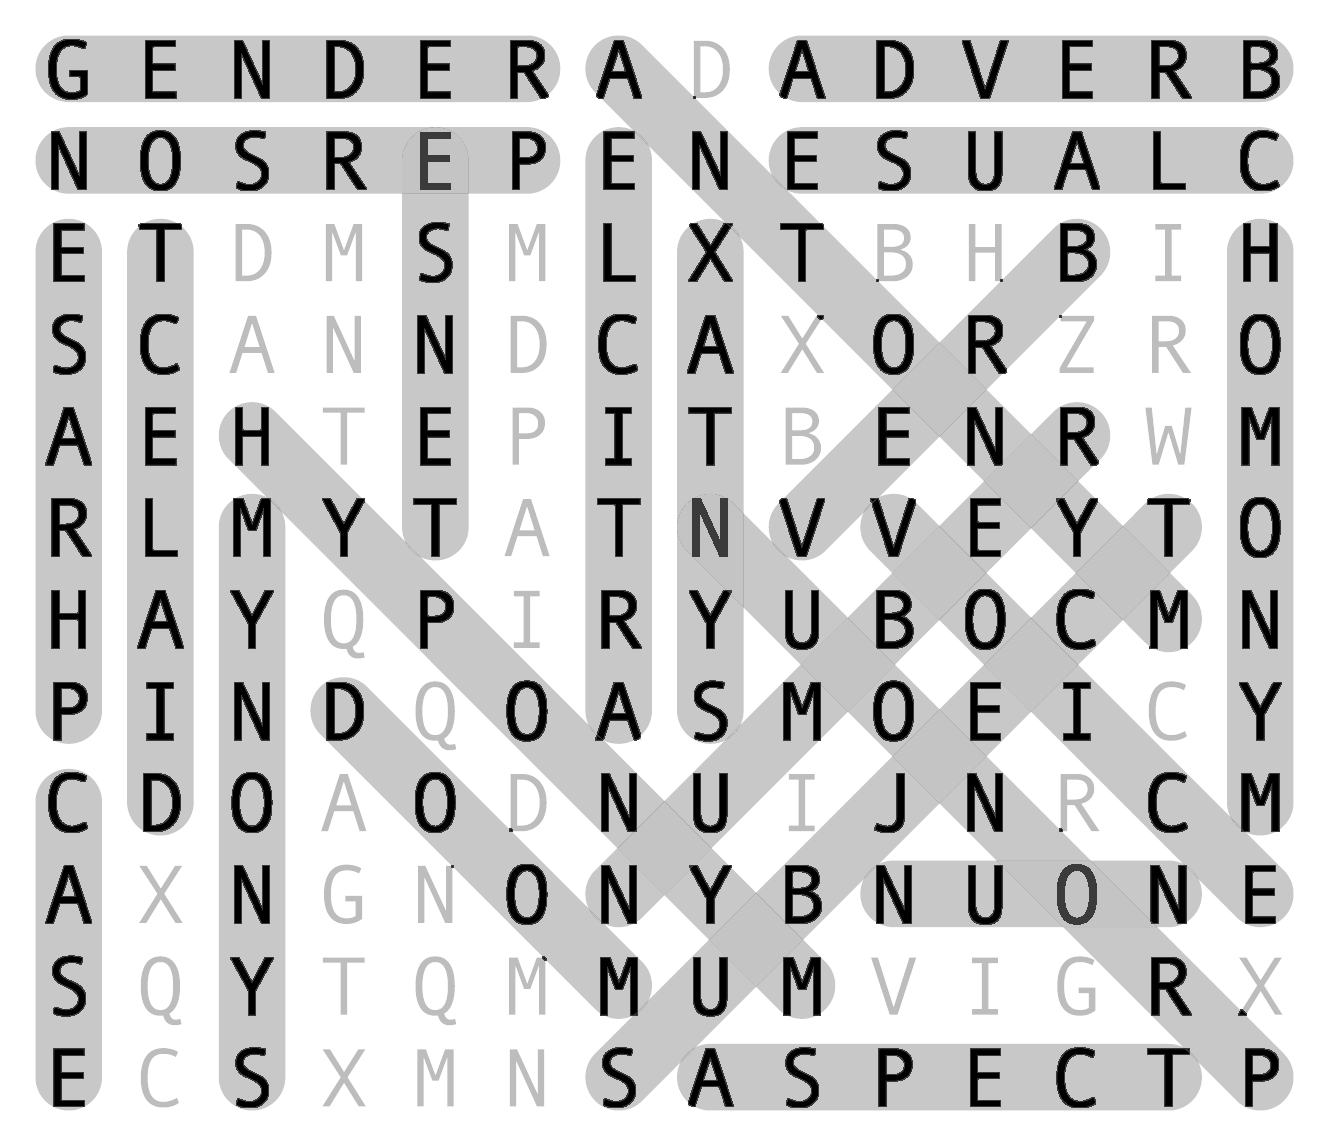 G E N D E R A D A D V E R B
N O S R E P E N E S U A L C
E T D M S M L X T B H B I H
S C A N N D C A X O R Z R O
A E H T E P I T B E N R W M
R L M Y T A T N V V E Y T O
H A Y Q P I R Y U B O C M N
P I N D Q O A S M O E I C Y
C D O A O D N U I J N R C M
A X N G N O N Y B N U O N E
S Q Y T Q M M U M V I G R X
E C S X M N S A S P E C T P